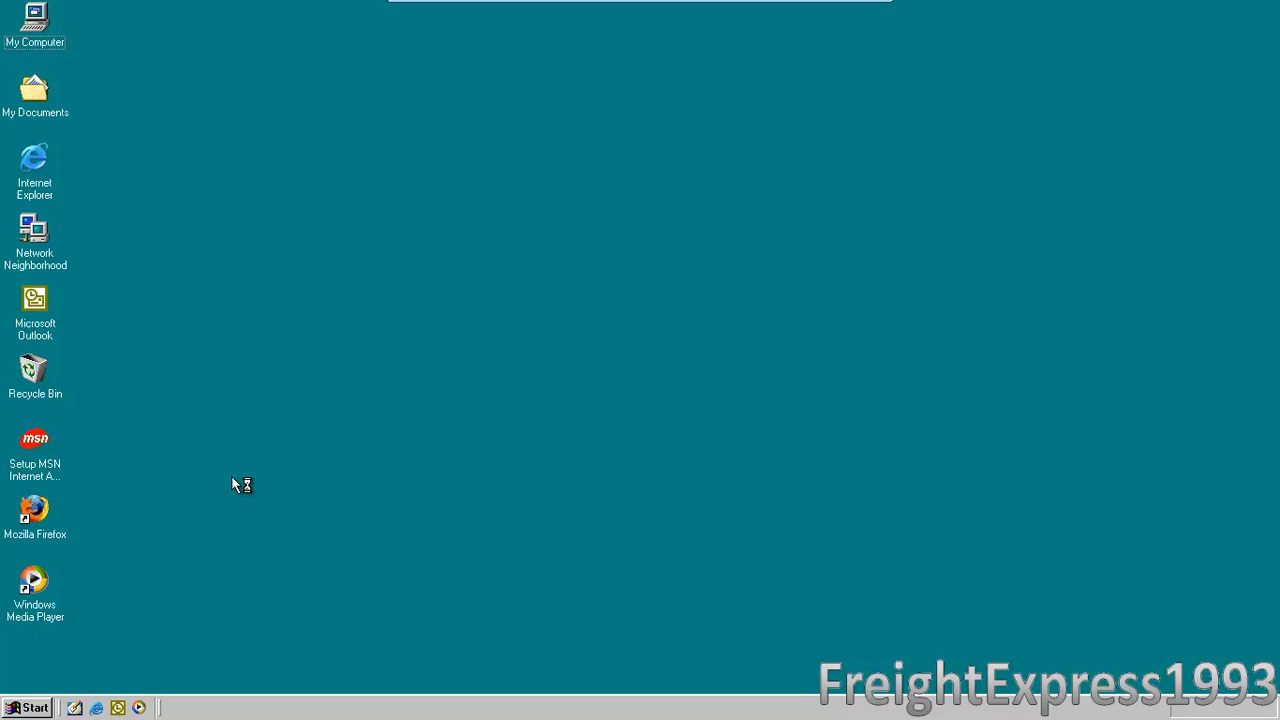 My Computer
My Documents
Internet
Explorer
Network
Neighborhood
Microsoft
Outlook
Recycle Bin
msn
Setup MSN
Internet A...
Mozilla Firefox
Windows
Media Player
FreightExpress1993
Start